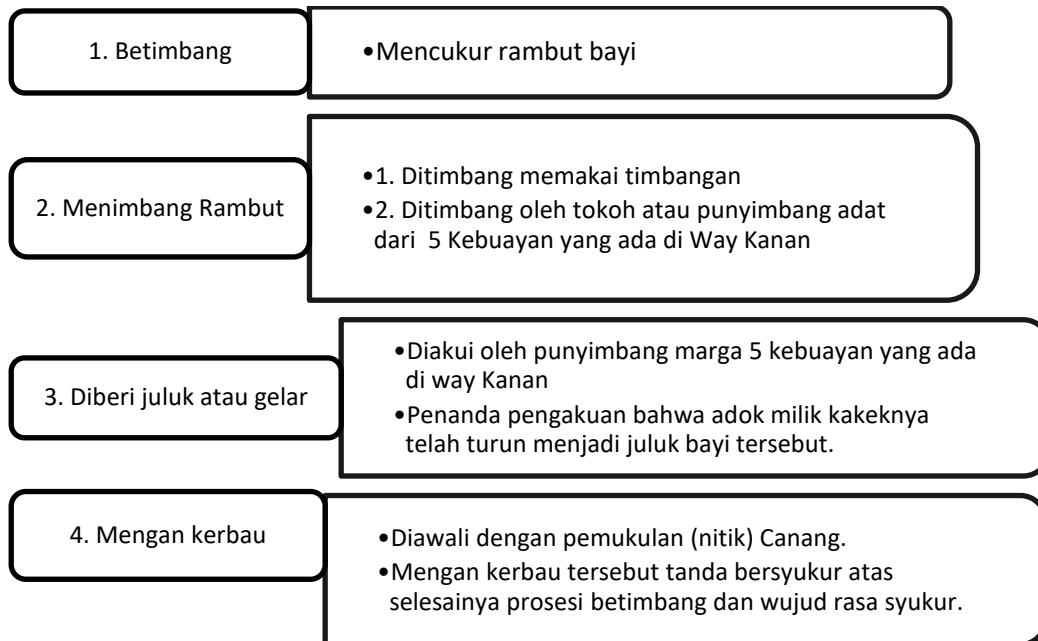 1. Betimbang
•Mencukur rambut bayi
2. Menimbang Rambut
•1. Ditimbang memakai timbangan
•2. Ditimbang oleh tokoh atau punyimbang adat
dari 5 Kebuayan yang ada di Way Kanan
3. Diberi juluk atau gelar
•Diakui oleh punyimbang marga 5 kebuayan yang ada
di way Kanan
•Penanda pengakuan bahwa adok milik kakeknya
telah turun menjadi juluk bayi tersebut.
4. Mengan kerbau
•Diawali dengan pemukulan (nitik) Canang.
•Mengan kerbau tersebut tanda bersyukur atas
selesainya prosesi betimbang dan wujud rasa syukur.